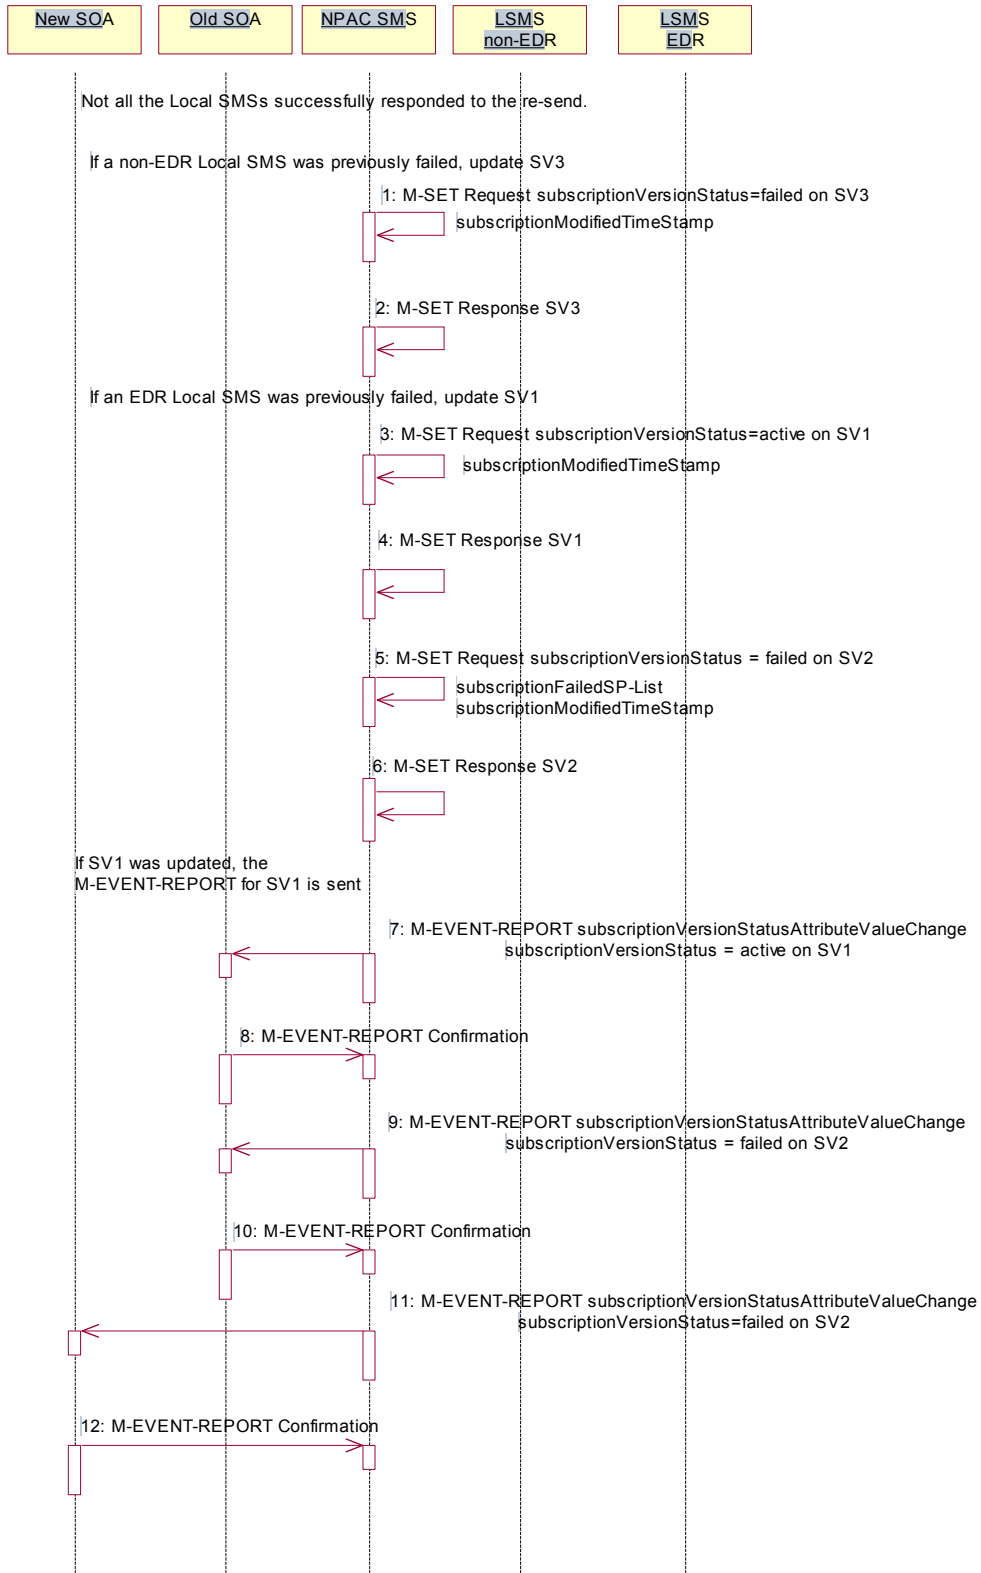 New SOA
Old SOA
NPAC SMS
LSMS
non-EDR
LSMS
EDR
Not all the Local SMSs successfully responded to the re-send.
If a non-EDR Local SMS was previously failed, update SV3
1: M-SET Request subscriptionVersionStatus=failed on SV3
subscriptionModifiedTimeStamp
2: M-SET Response SV3
If an EDR Local SMS was previously failed, update SV1
3: M-SET Request subscriptionVersionStatus=active on SV1
subscriptionModifiedTimeStamp
4: M-SET Response SV1
5: M-SET Request subscriptionVersionStatus = failed on SV2
subscriptionFailedSP-List
subscriptionModifiedTimeStamp
6: M-SET Response SV2
If SV1 was updated, the
M-EVENT-REPORT for SV1 is sent
7: M-EVENT-REPORT subscriptionVersionStatusAttributeValueChange
subscriptionVersionStatus = active on SV1
8: M-EVENT-REPORT Confirmation
9: M-EVENT-REPORT subscriptionVersionStatusAttributeValueChange
subscriptionVersionStatus = failed on SV2
10: M-EVENT-REPORT Confirmation
11: M-EVENT-REPORT subscriptionVersionStatusAttributeValueChange
subscriptionVersionStatus=failed on SV2
12: M-EVENT-REPORT Confirmation